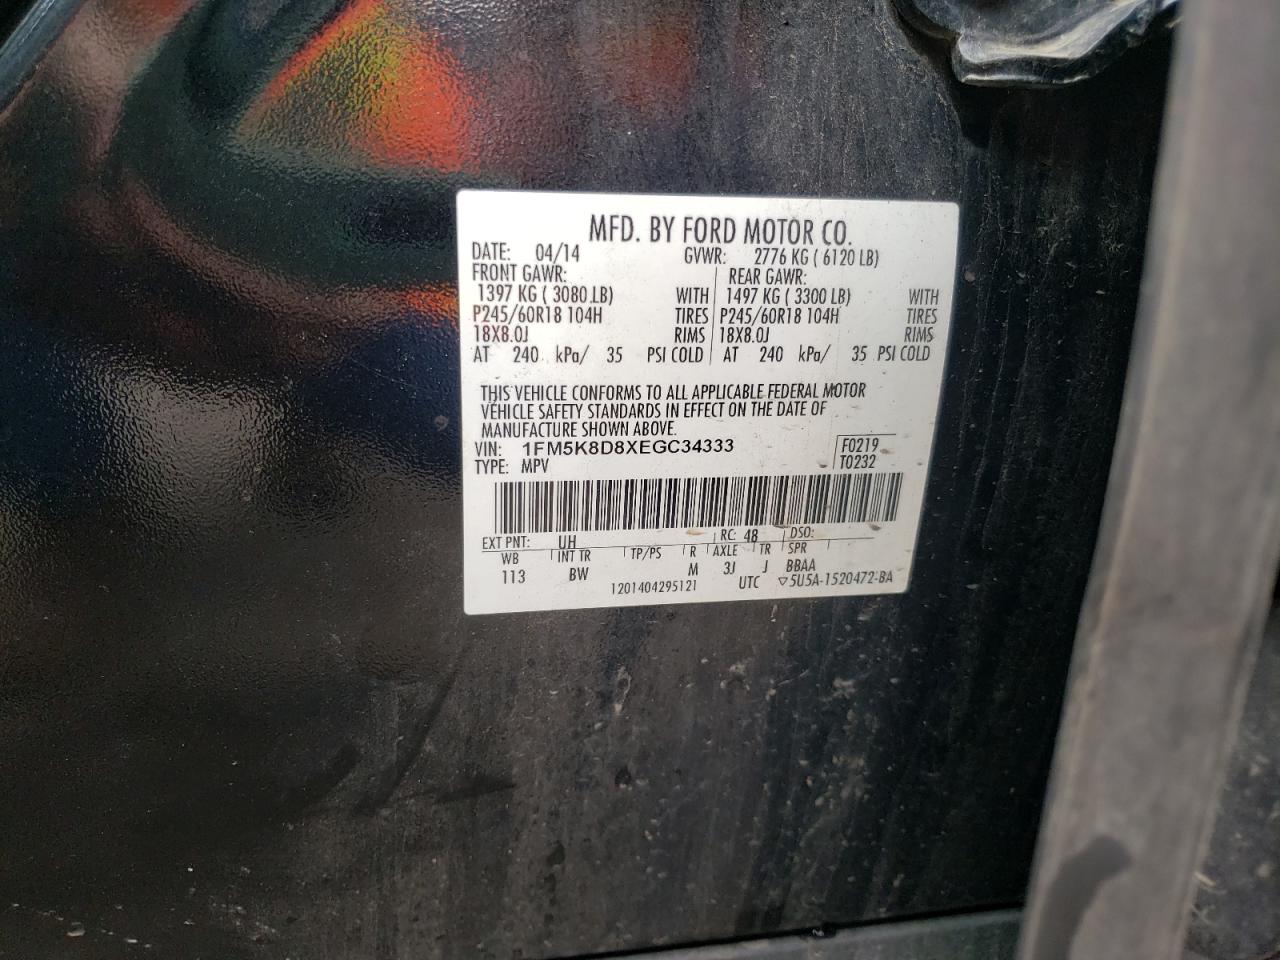 MFD. BY FORD MOTOR CO.
DATE: 04/14 GVWR: 2776 KG ( 6120 LB)
FRONT GAWR: REAR GAWR:
1397 KG ( 3080 LB) WITH 1497 KG ( 3300 LB) WITH
P245/60R18 104H TIRES P245/60R18 104H TIRES
18X8.0J RIMS 18X8.0J RIMS
AT 240 kPa/ 35 PSI COLD AT 240 kPa/ 35 PSI COLD
THIS VEHICLE CONFORMS TO ALL APPLICABLE FEDERAL MOTOR
VEHICLE SAFETY STANDARDS IN EFFECT ON THE DATE OF
MANUFACTURE SHOWN ABOVE.
VIN: 1FM5K8D8XEGC34333 F0219
TYPE: MPV T0232
EXT PNT: UH RC: 48 DSO:
WB INT TR TP/PS R AXLE TR SPR
113 BW M 3J J BBAA
1201404295121 UTC ▽5U5A-1520472-BA